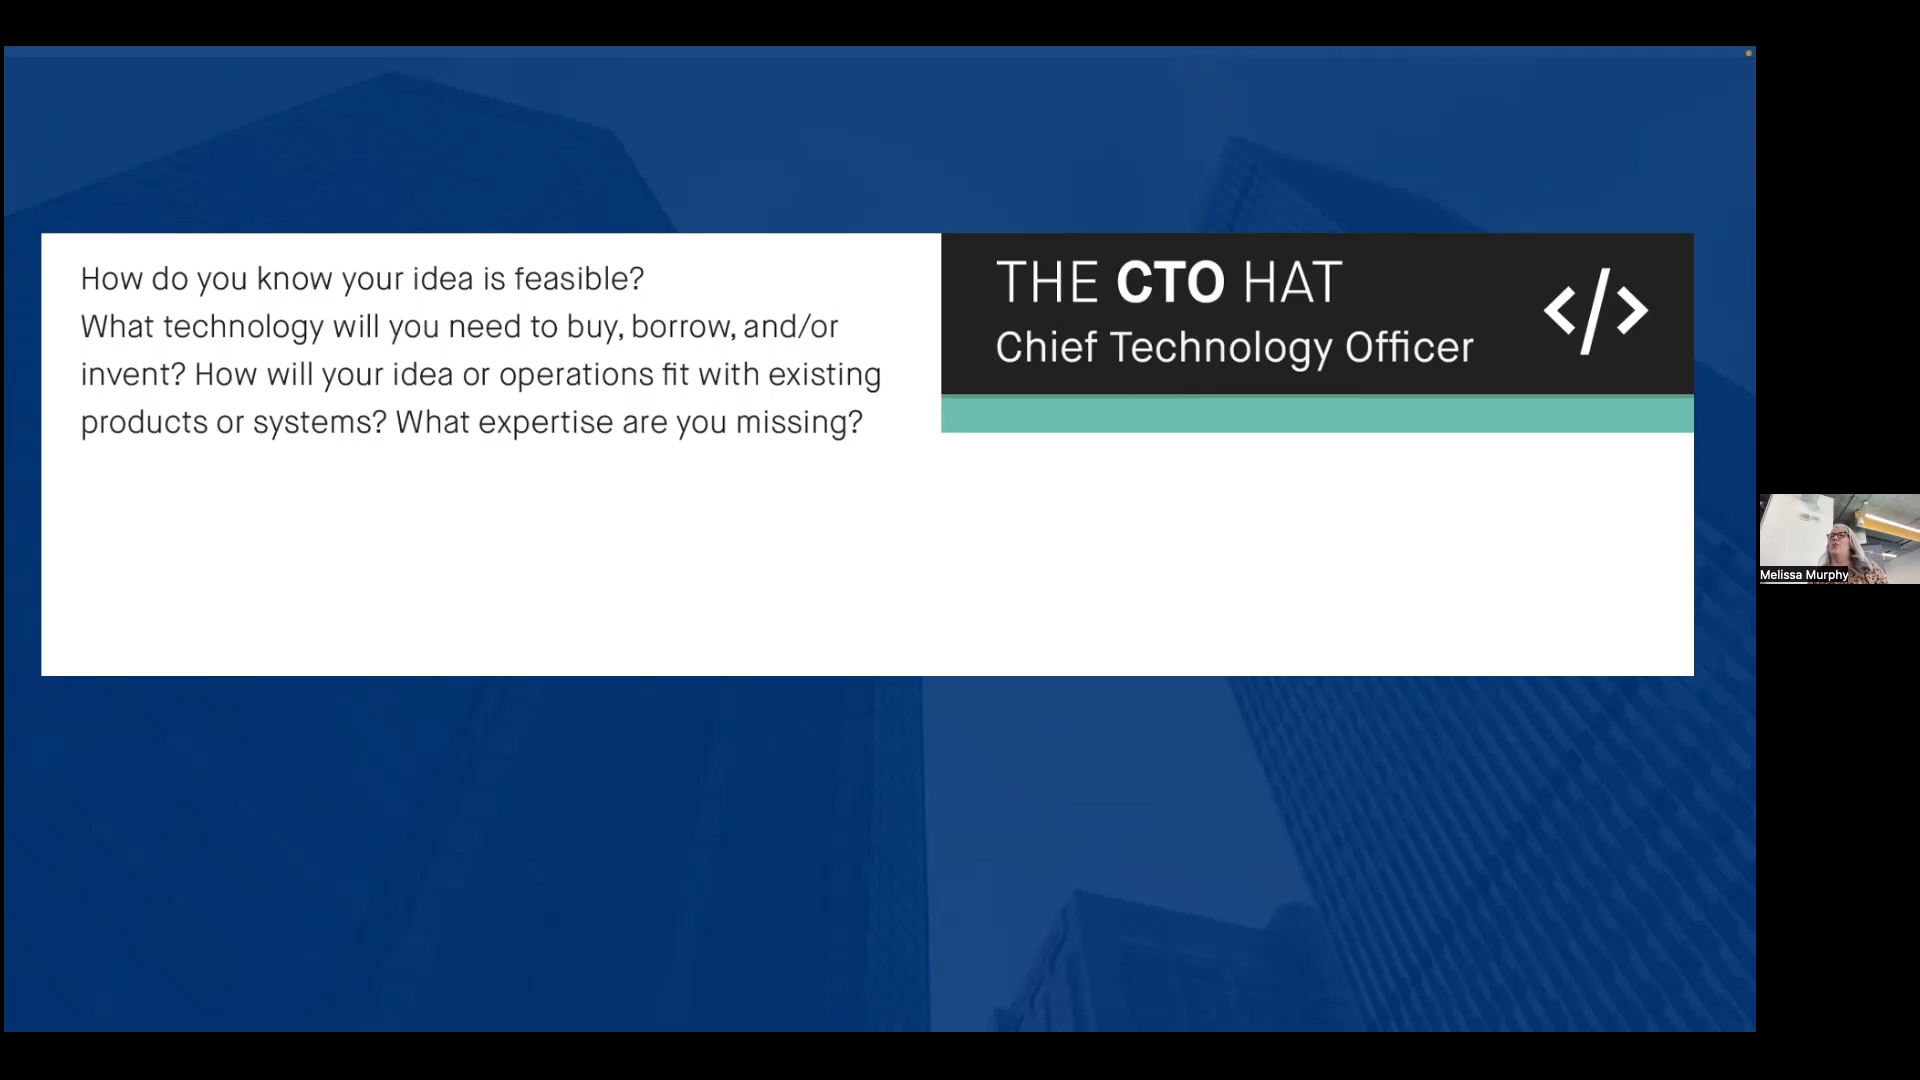 How do you know your idea is feasible?
What technology will you need to buy, borrow, and/or
invent? How will your idea or operations fit with existing
products or systems? What expertise are you missing?
THE CTO HAT
Chief Technology Officer
</>
Melissa Murphy